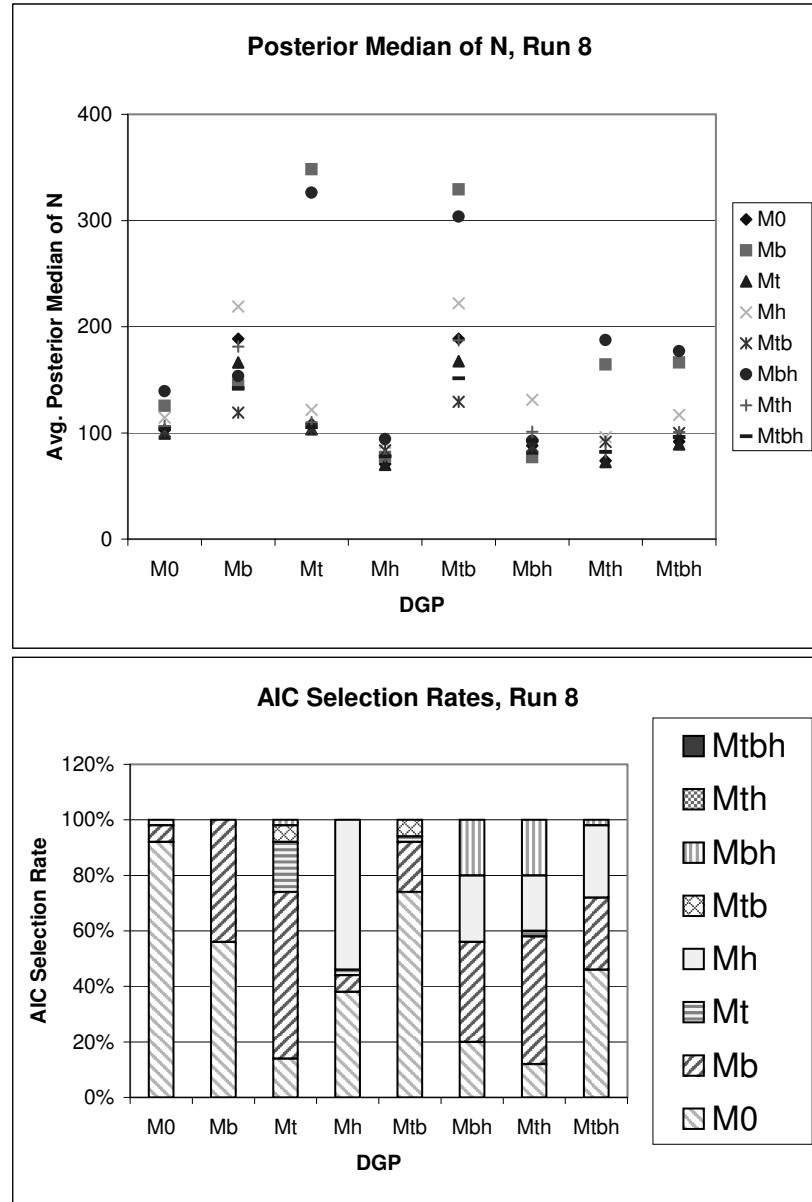 Posterior Median of N, Run 8
400
300
200
100
0
Avg. Posterior Median of N
M0 Mb Mt Mh Mtb Mbh Mth Mtbh
DGP
M0
Mb
Mt
Mh
Mtb
Mbh
Mth
Mtbh
AIC Selection Rates, Run 8
120%
100%
80%
60%
40%
20%
0%
AIC Selection Rate
M0 Mb Mt Mh Mtb Mbh Mth Mtbh
DGP
Mtbh
Mth
Mbh
Mtb
Mh
Mt
Mb
M0